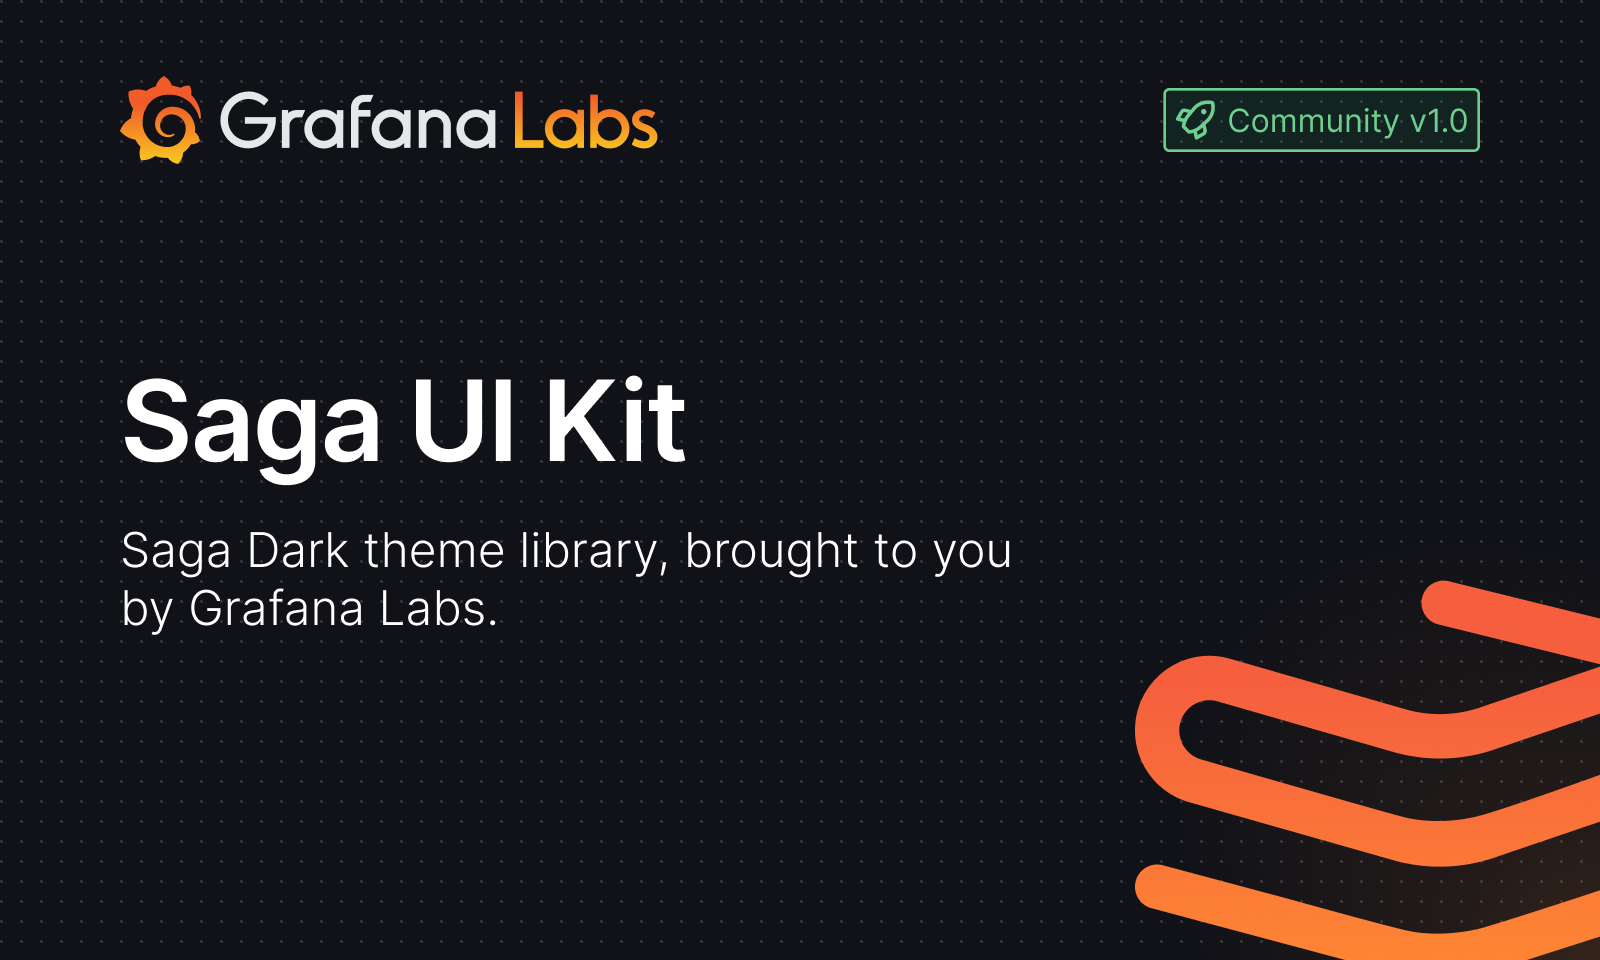 Grafana Labs
Community v1.0
Saga UI Kit
Saga Dark theme library, brought to you
by Grafana Labs.